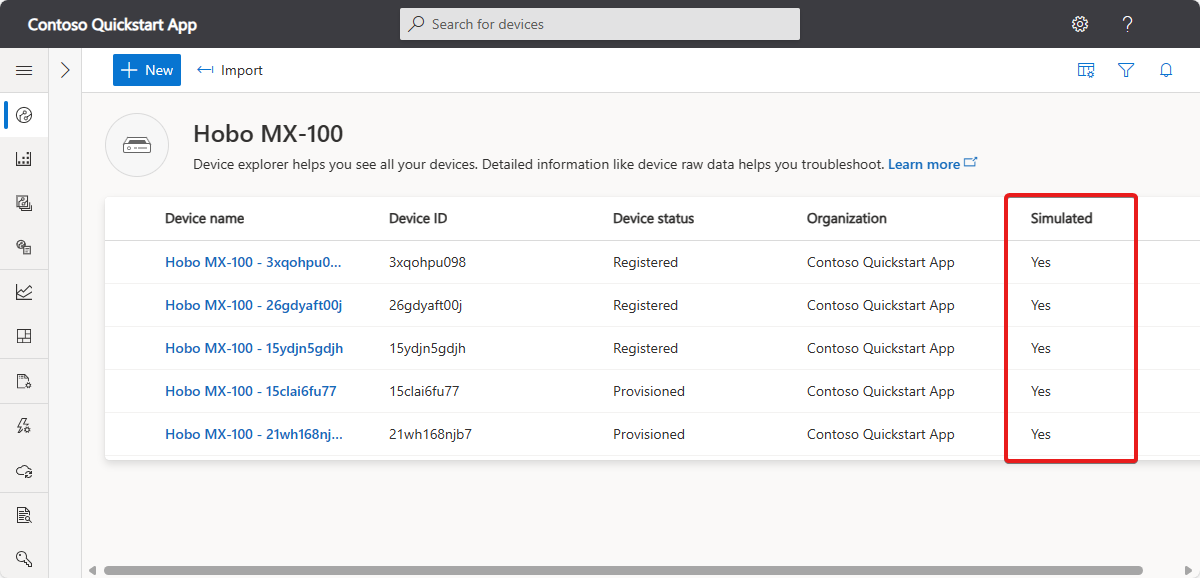 Contoso Quickstart App
Search for devices
?
New
Import
Hobo MX-100
Device explorer helps you see all your devices. Detailed information like device raw data helps you troubleshoot. Learn more
Device name Device ID Device status Organization Simulated
Hobo MX-100 - 3xqohpu0... 3xqohpu098 Registered Contoso Quickstart App Yes
Hobo MX-100 - 26gdyaft00j 26gdyaft00j Registered Contoso Quickstart App Yes
Hobo MX-100 - 15ydjn5gdjh 15ydjn5gdjh Registered Contoso Quickstart App Yes
Hobo MX-100 - 15clai6fu77 15clai6fu77 Provisioned Contoso Quickstart App Yes
Hobo MX-100 - 21wh168nj... 21wh168njb7 Provisioned Contoso Quickstart App Yes